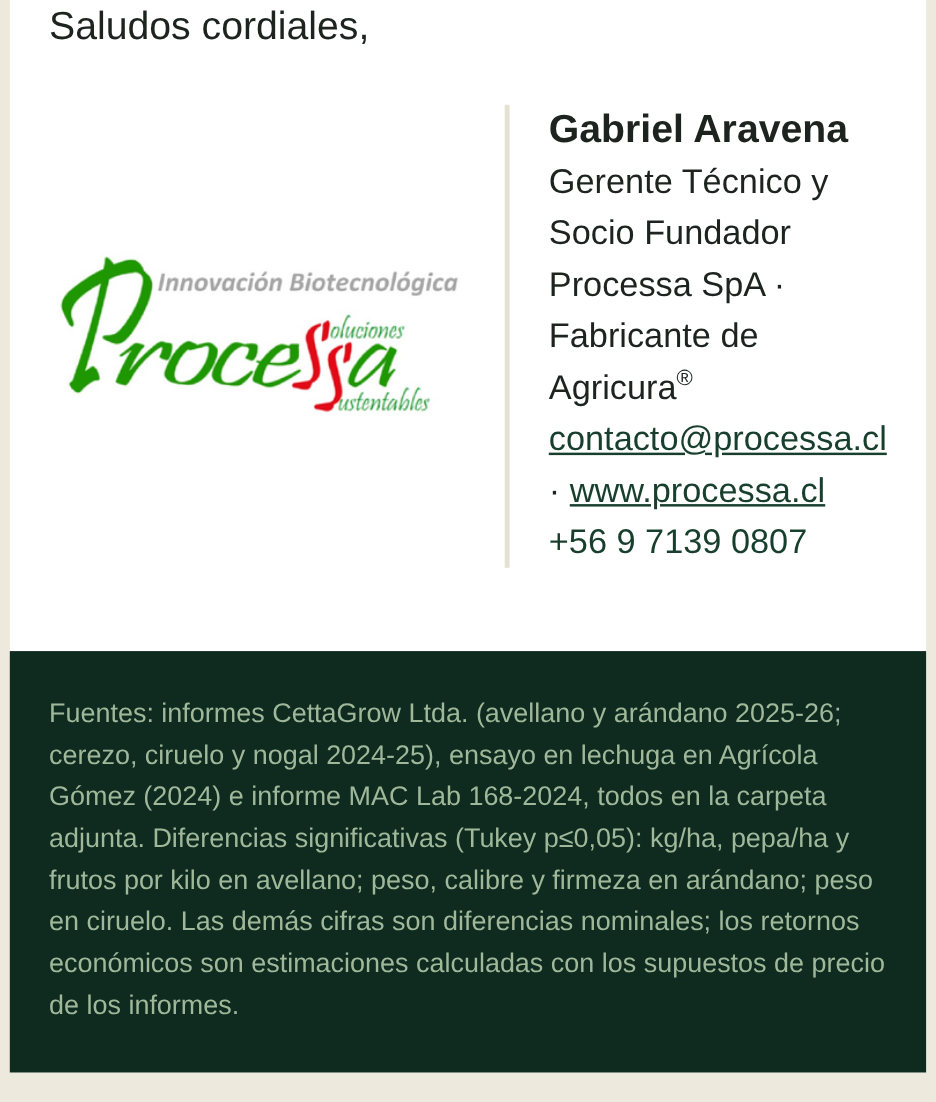 Saludos cordiales,
Innovación Biotecnológica
Processa
oluciones
ustentables
Gabriel Aravena
Gerente Técnico y
Socio Fundador
Processa SpA ·
Fabricante de
Agricura®
contacto@processa.cl
· www.processa.cl
+56 9 7139 0807
Fuentes: informes CettaGrow Ltda. (avellano y arándano 2025-26;
cerezo, ciruelo y nogal 2024-25), ensayo en lechuga en Agrícola
Gómez (2024) e informe MAC Lab 168-2024, todos en la carpeta
adjunta. Diferencias significativas (Tukey p≤0,05): kg/ha, pepa/ha y
frutos por kilo en avellano; peso, calibre y firmeza en arándano; peso
en ciruelo. Las demás cifras son diferencias nominales; los retornos
económicos son estimaciones calculadas con los supuestos de precio
de los informes.